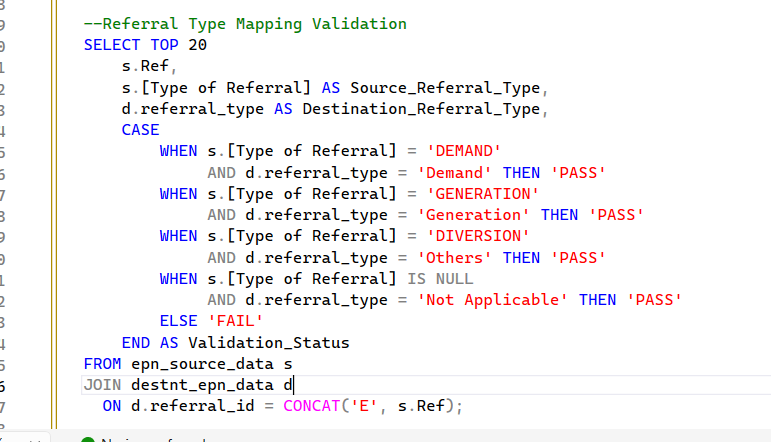 --Referral Type Mapping Validation
SELECT TOP 20
s.Ref,
s.[Type of Referral] AS Source_Referral_Type,
d.referral_type AS Destination_Referral_Type,
CASE
WHEN s.[Type of Referral] = 'DEMAND'
AND d.referral_type = 'Demand' THEN 'PASS'
WHEN s.[Type of Referral] = 'GENERATION'
AND d.referral_type = 'Generation' THEN 'PASS'
WHEN s.[Type of Referral] = 'DIVERSION'
AND d.referral_type = 'Others' THEN 'PASS'
WHEN s.[Type of Referral] IS NULL
AND d.referral_type = 'Not Applicable' THEN 'PASS'
ELSE 'FAIL'
END AS Validation_Status
FROM epn_source_data s
JOIN destnt_epn_data d
ON d.referral_id = CONCAT('E', s.Ref);